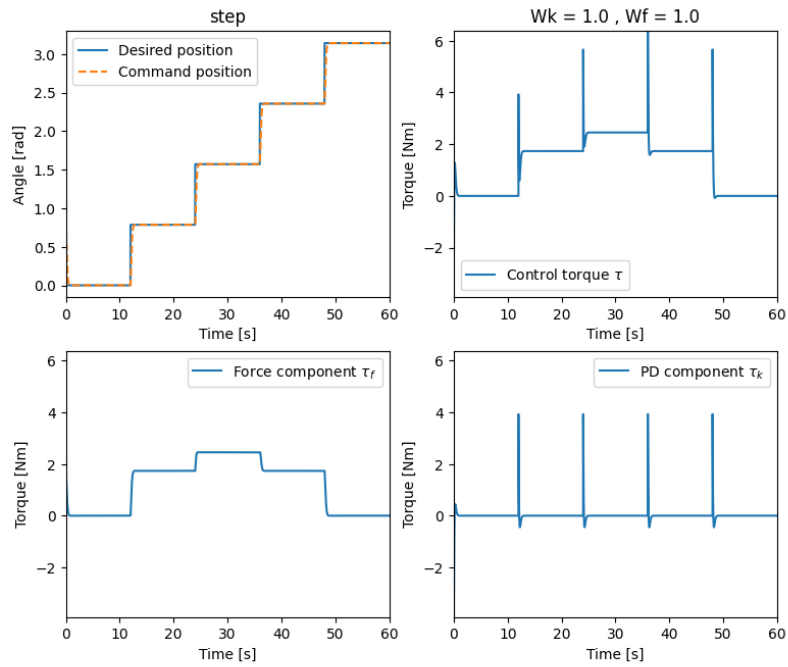 step
3.0
2.5
2.0
1.5
1.0
0.5
0.0
Angle [rad]
Desired position
Command position
0 10 20 30 40 50 60
Time [s]
Wk = 1.0 , Wf = 1.0
6
4
2
0
−2
Torque [Nm]
Control torque τ
0 10 20 30 40 50 60
Time [s]
6
4
2
0
−2
Torque [Nm]
Force component τf
0 10 20 30 40 50 60
Time [s]
6
4
2
0
−2
Torque [Nm]
PD component τk
0 10 20 30 40 50 60
Time [s]